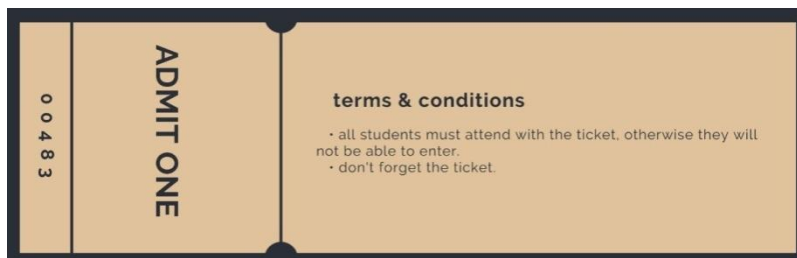 00483
ADMIT ONE
terms & conditions
• all students must attend with the ticket, otherwise they will
not be able to enter.
• don't forget the ticket.